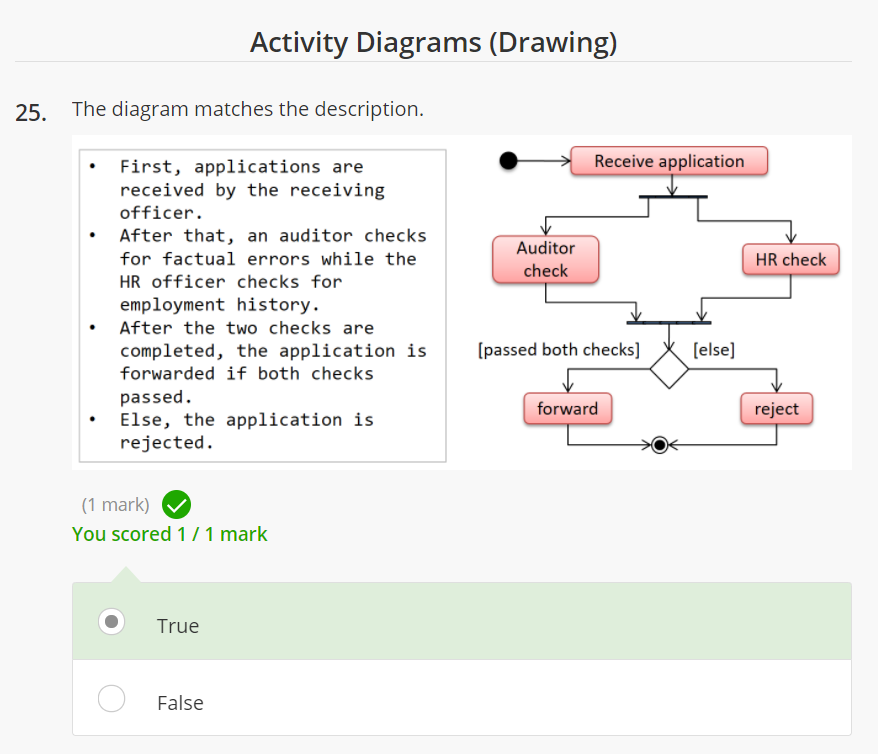 Activity Diagrams (Drawing)
25. The diagram matches the description.
• First, applications are
received by the receiving
officer.
• After that, an auditor checks
for factual errors while the
HR officer checks for
employment history.
• After the two checks are
completed, the application is
forwarded if both checks
passed.
• Else, the application is
rejected.
Receive application
Auditor
check
HR check
[passed both checks]
[else]
forward
reject
(1 mark)
You scored 1 / 1 mark
True
False